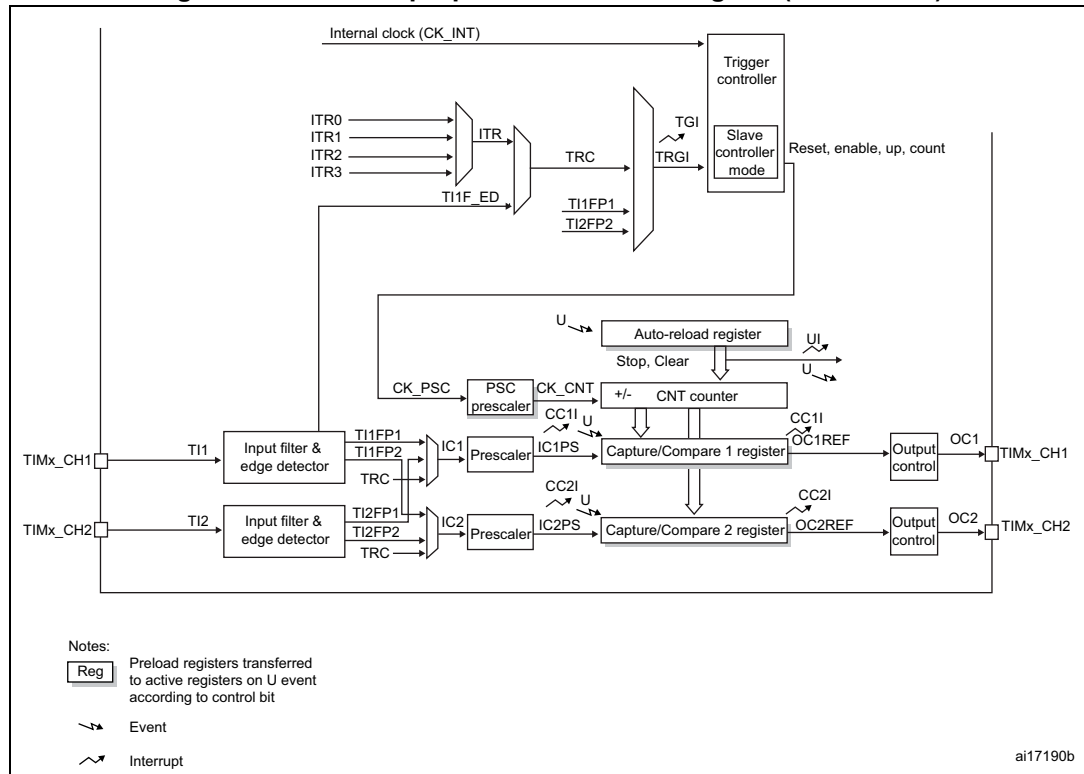 Internal clock (CK_INT)
Trigger
controller
ITR0
ITR1
ITR2
ITR3
ITR
TGI
TRC
TRGI
Slave
controller
mode
Reset, enable, up, count
TI1F_ED
TI1FP1
TI2FP2
U
Auto-reload register
UI
Stop, Clear
U
CK_PSC
PSC
prescaler
CK_CNT
+/-
CNT counter
TIMx_CH1
TI1
Input filter &
edge detector
TI1FP1
TI1FP2
TRC
IC1
Prescaler
CC1I
U
IC1PS
Capture/Compare 1 register
CC1I
OC1REF
Output
control
OC1
TIMx_CH1
TIMx_CH2
TI2
Input filter &
edge detector
TI2FP1
TI2FP2
TRC
IC2
Prescaler
CC2I
U
IC2PS
Capture/Compare 2 register
CC2I
OC2REF
Output
control
OC2
TIMx_CH2
Notes:
Reg
Preload registers transferred
to active registers on U event
according to control bit
Event
Interrupt
ai17190b